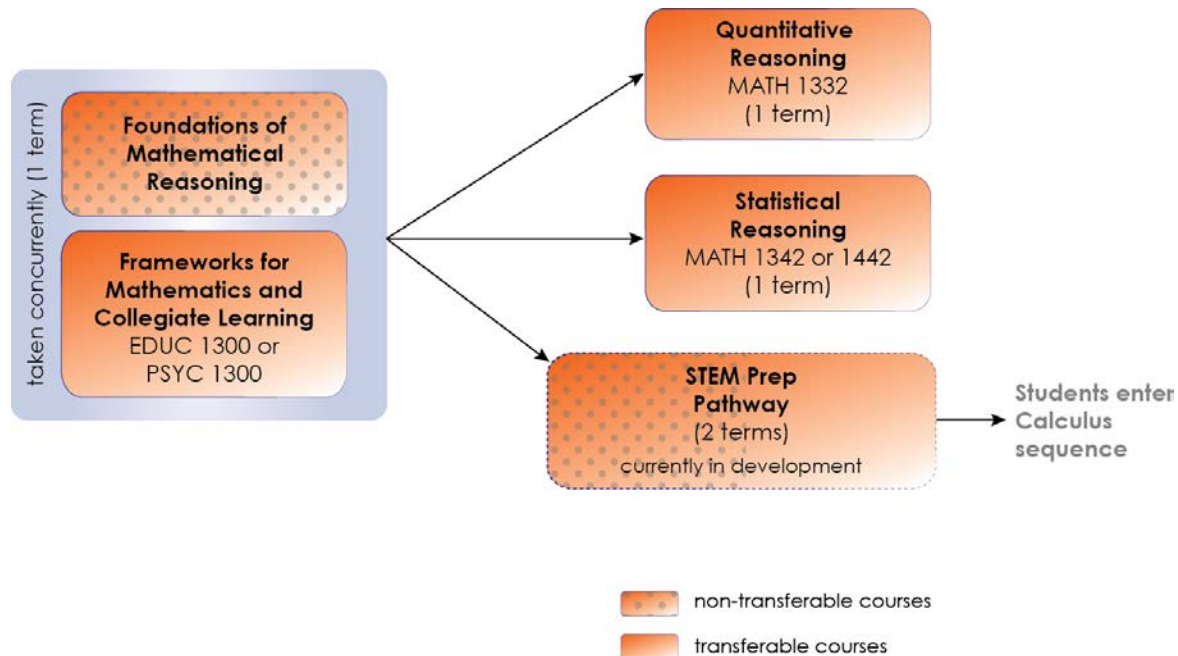 taken concurrently (1 term)
Foundations of
Mathematical
Reasoning
Frameworks for
Mathematics and
Collegiate Learning
EDUC 1300 or
PSYC 1300
Quantitative
Reasoning
MATH 1332
(1 term)
Statistical
Reasoning
MATH 1342 or 1442
(1 term)
STEM Prep
Pathway
(2 terms)
currently in development
Students enter
Calculus
sequence
non-transferable courses
transferable courses